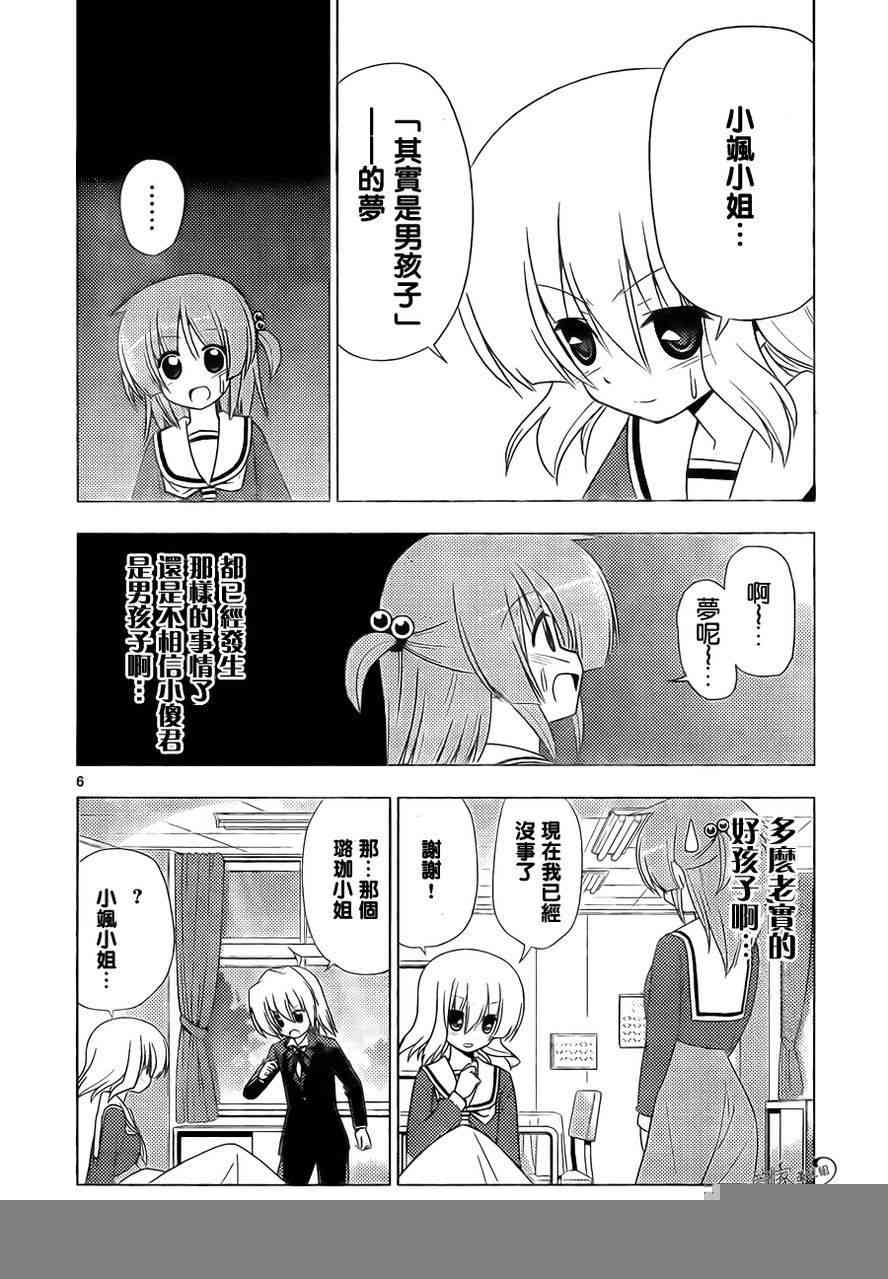 小颯小姐…
「其實是男孩子」
——的夢
……
啊～…
夢呢～…
都已經發生
那樣的事情了
還是不相信小傻君
是男孩子啊…
6
多麼老實的
好孩子啊…
現在我已經
沒事了
謝謝！
那…那個
璐珈小姐
？
小颯小姐…